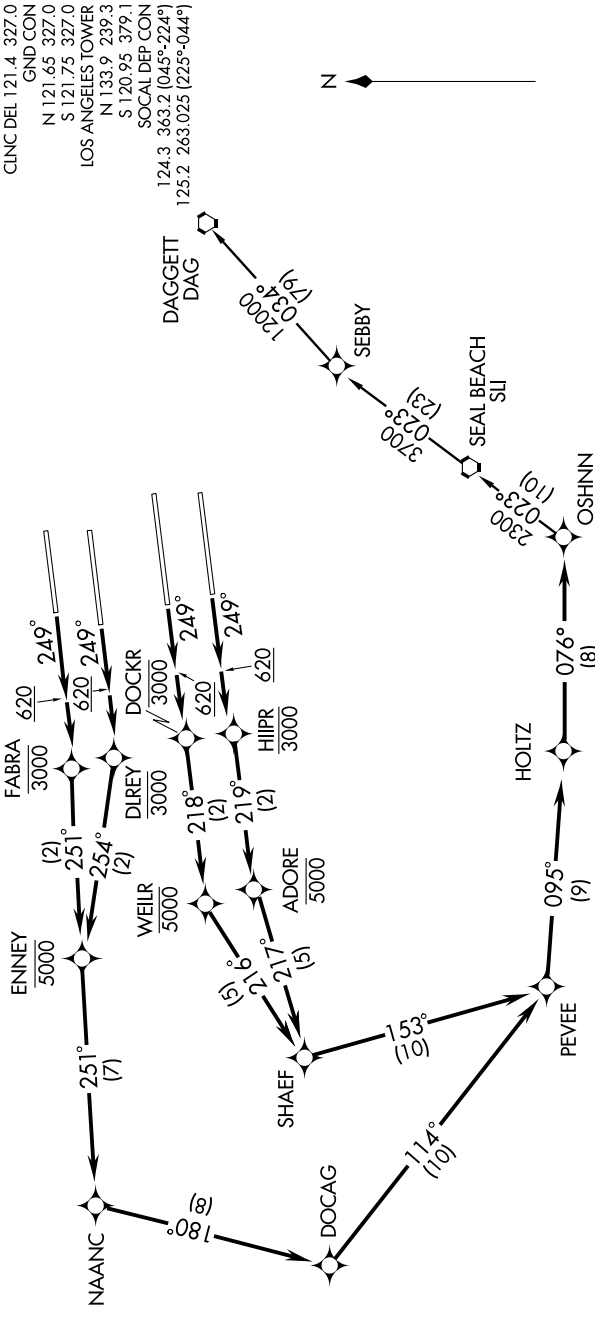 CLNC DEL 121.4 327.0
GND CON
N 121.65 327.0
S 121.75 327.0
LOS ANGELES TOWER
N 133.9 239.3
S 120.95 379.1
SOCAL DEP CON
124.3 363.2 (045°-224°)
125.2 263.025 (225°-044°)
N
DAGGETT
DAG
12000
034°
(79)
SEBBY
3700
023°
(23)
SEAL BEACH
SLI
2300
023°
(10)
OSHNN
249°
249°
249°
249°
620
620
620
620
FABRA
3000
DLREY
3000
DOCKR
3000
HIIPR
3000
(2)
251°
254°
(2)
218°
(2)
219°
(2)
ENNEY
5000
WEILR
5000
ADORE
5000
216°
(5)
217°
(5)
251°
(7)
SHAEF
153°
(10)
NAANC
180°
(8)
DOCAG
114°
(10)
PEVEE
095°
(9)
HOLTZ
076°
(8)